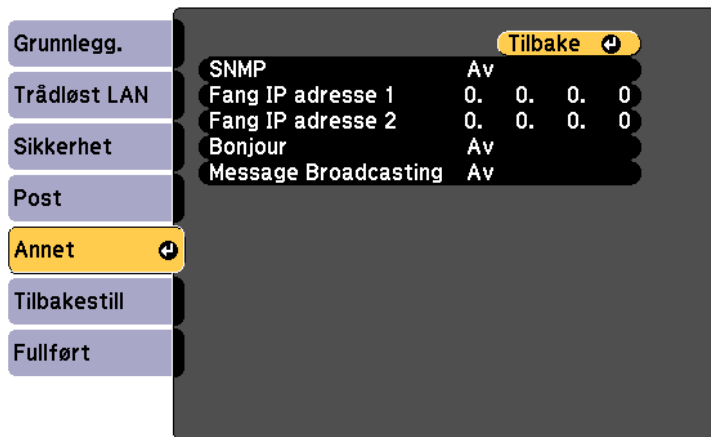 Grunnlegg.
Trådløst LAN
Sikkerhet
Post
Annet
Tilbakestill
Fullført
Tilbake
SNMP Av
Fang IP adresse 1 0. 0. 0. 0
Fang IP adresse 2 0. 0. 0. 0
Bonjour Av
Message Broadcasting Av